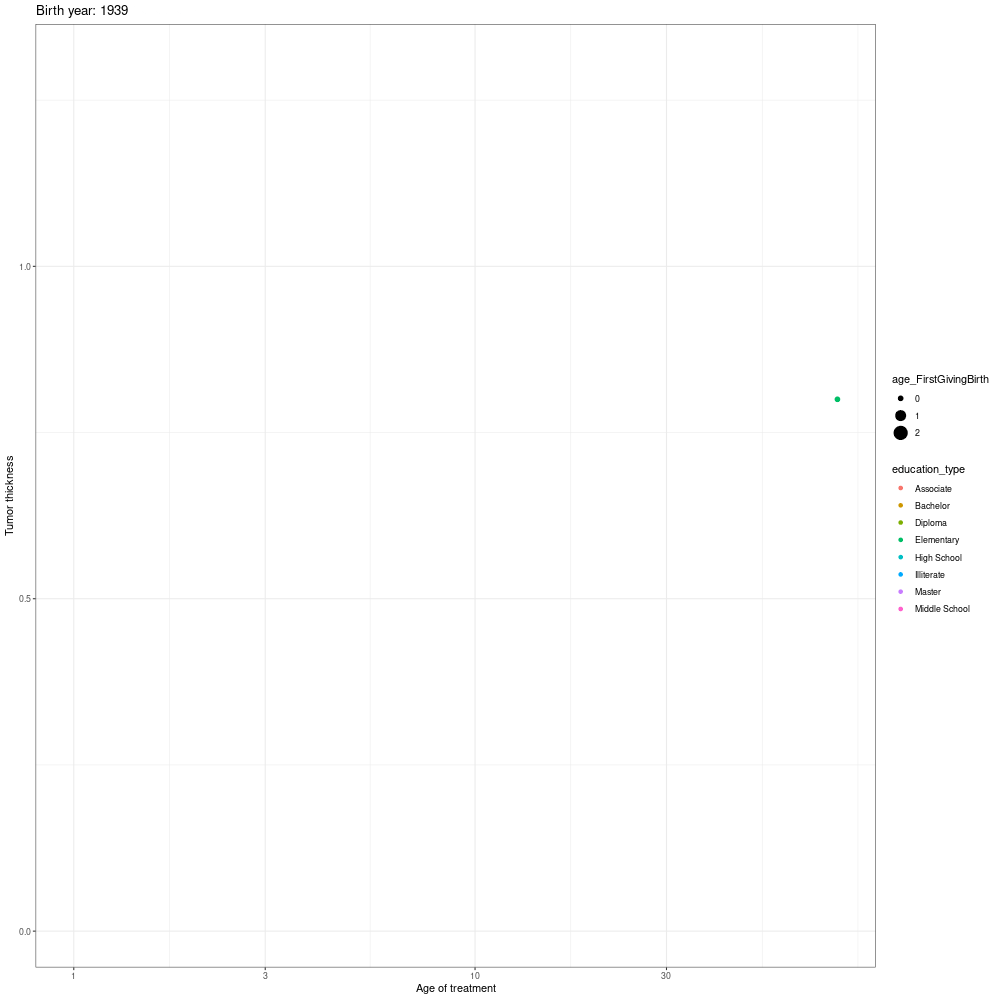 Birth year: 1939
1.0
0.5
0.0
Tumor thickness
1
3
10
30
Age of treatment
age_FirstGivingBirth
0
1
2
education_type
Associate
Bachelor
Diploma
Elementary
High School
Illiterate
Master
Middle School